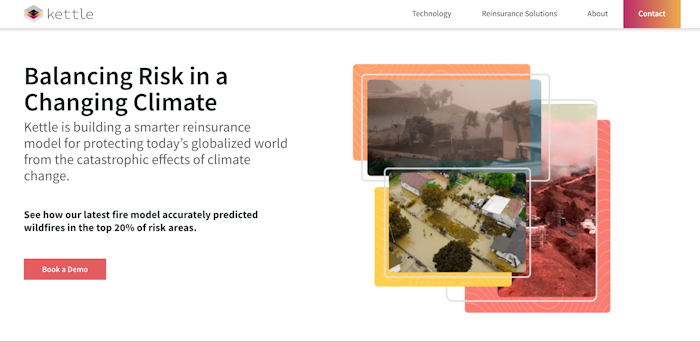 kettle
Technology
Reinsurance Solutions
About
Contact
Balancing Risk in a
Changing Climate
Kettle is building a smarter reinsurance
model for protecting today's globalized world
from the catastrophic effects of climate
change.
See how our latest fire model accurately predicted
wildfires in the top 20% of risk areas.
Book a Demo